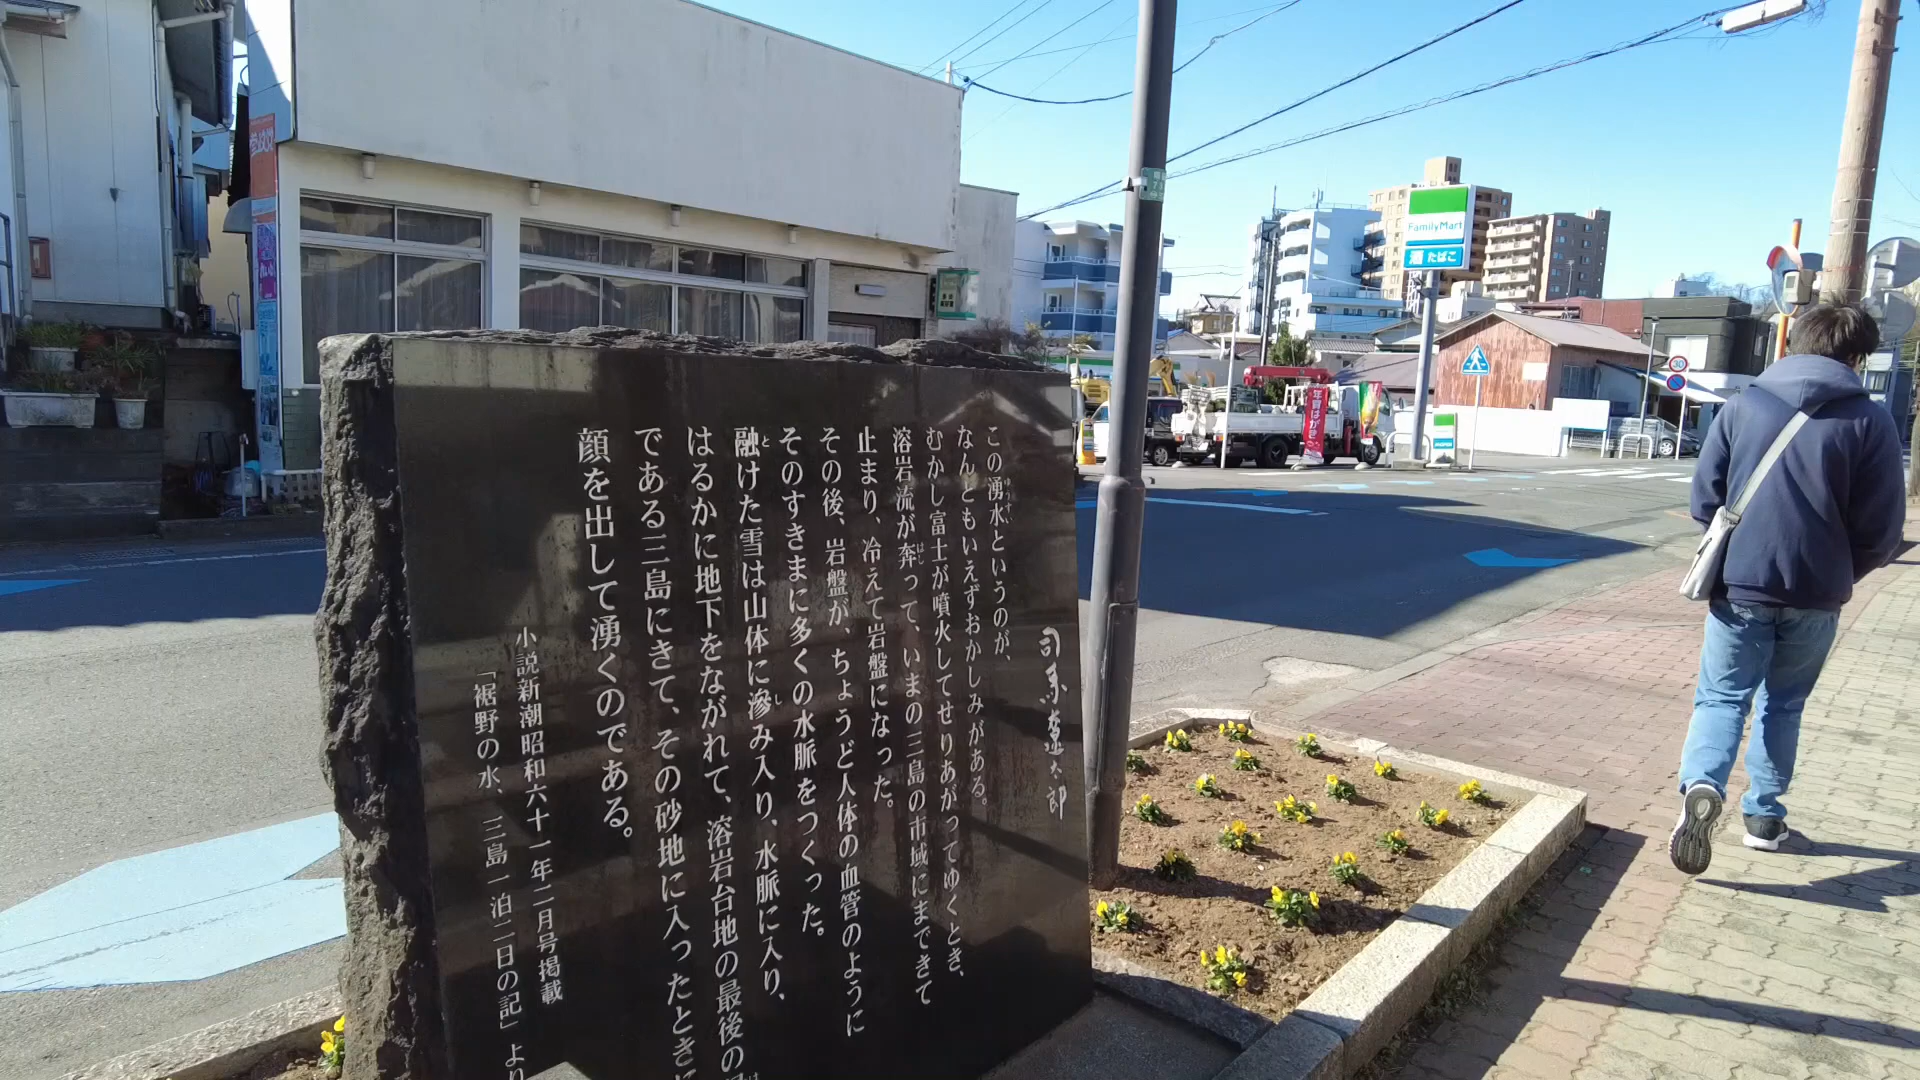 司馬遼太郎
この湧水というのが、
なんともいえずおかしみがある。
むかし富士が噴火してせりあがってゆくとき、
溶岩流が奔って、いまの三島の市域にまできて
止まり、冷えて岩盤になった。
その後、岩盤が、ちょうど人体の血管のように
そのすきまに多くの水脈をつくった。
融けた雪は山体に滲み入り、水脈に入り、
はるかに地下をながれて、溶岩台地の最後の
である三島にきて、その砂地に入ったときに
顔を出して湧くのである。
小説新潮昭和六十一年二月号掲載
「裾野の水、三島一泊二日の記」より
FamilyMart
酒 たばこ
年賀はがき
30